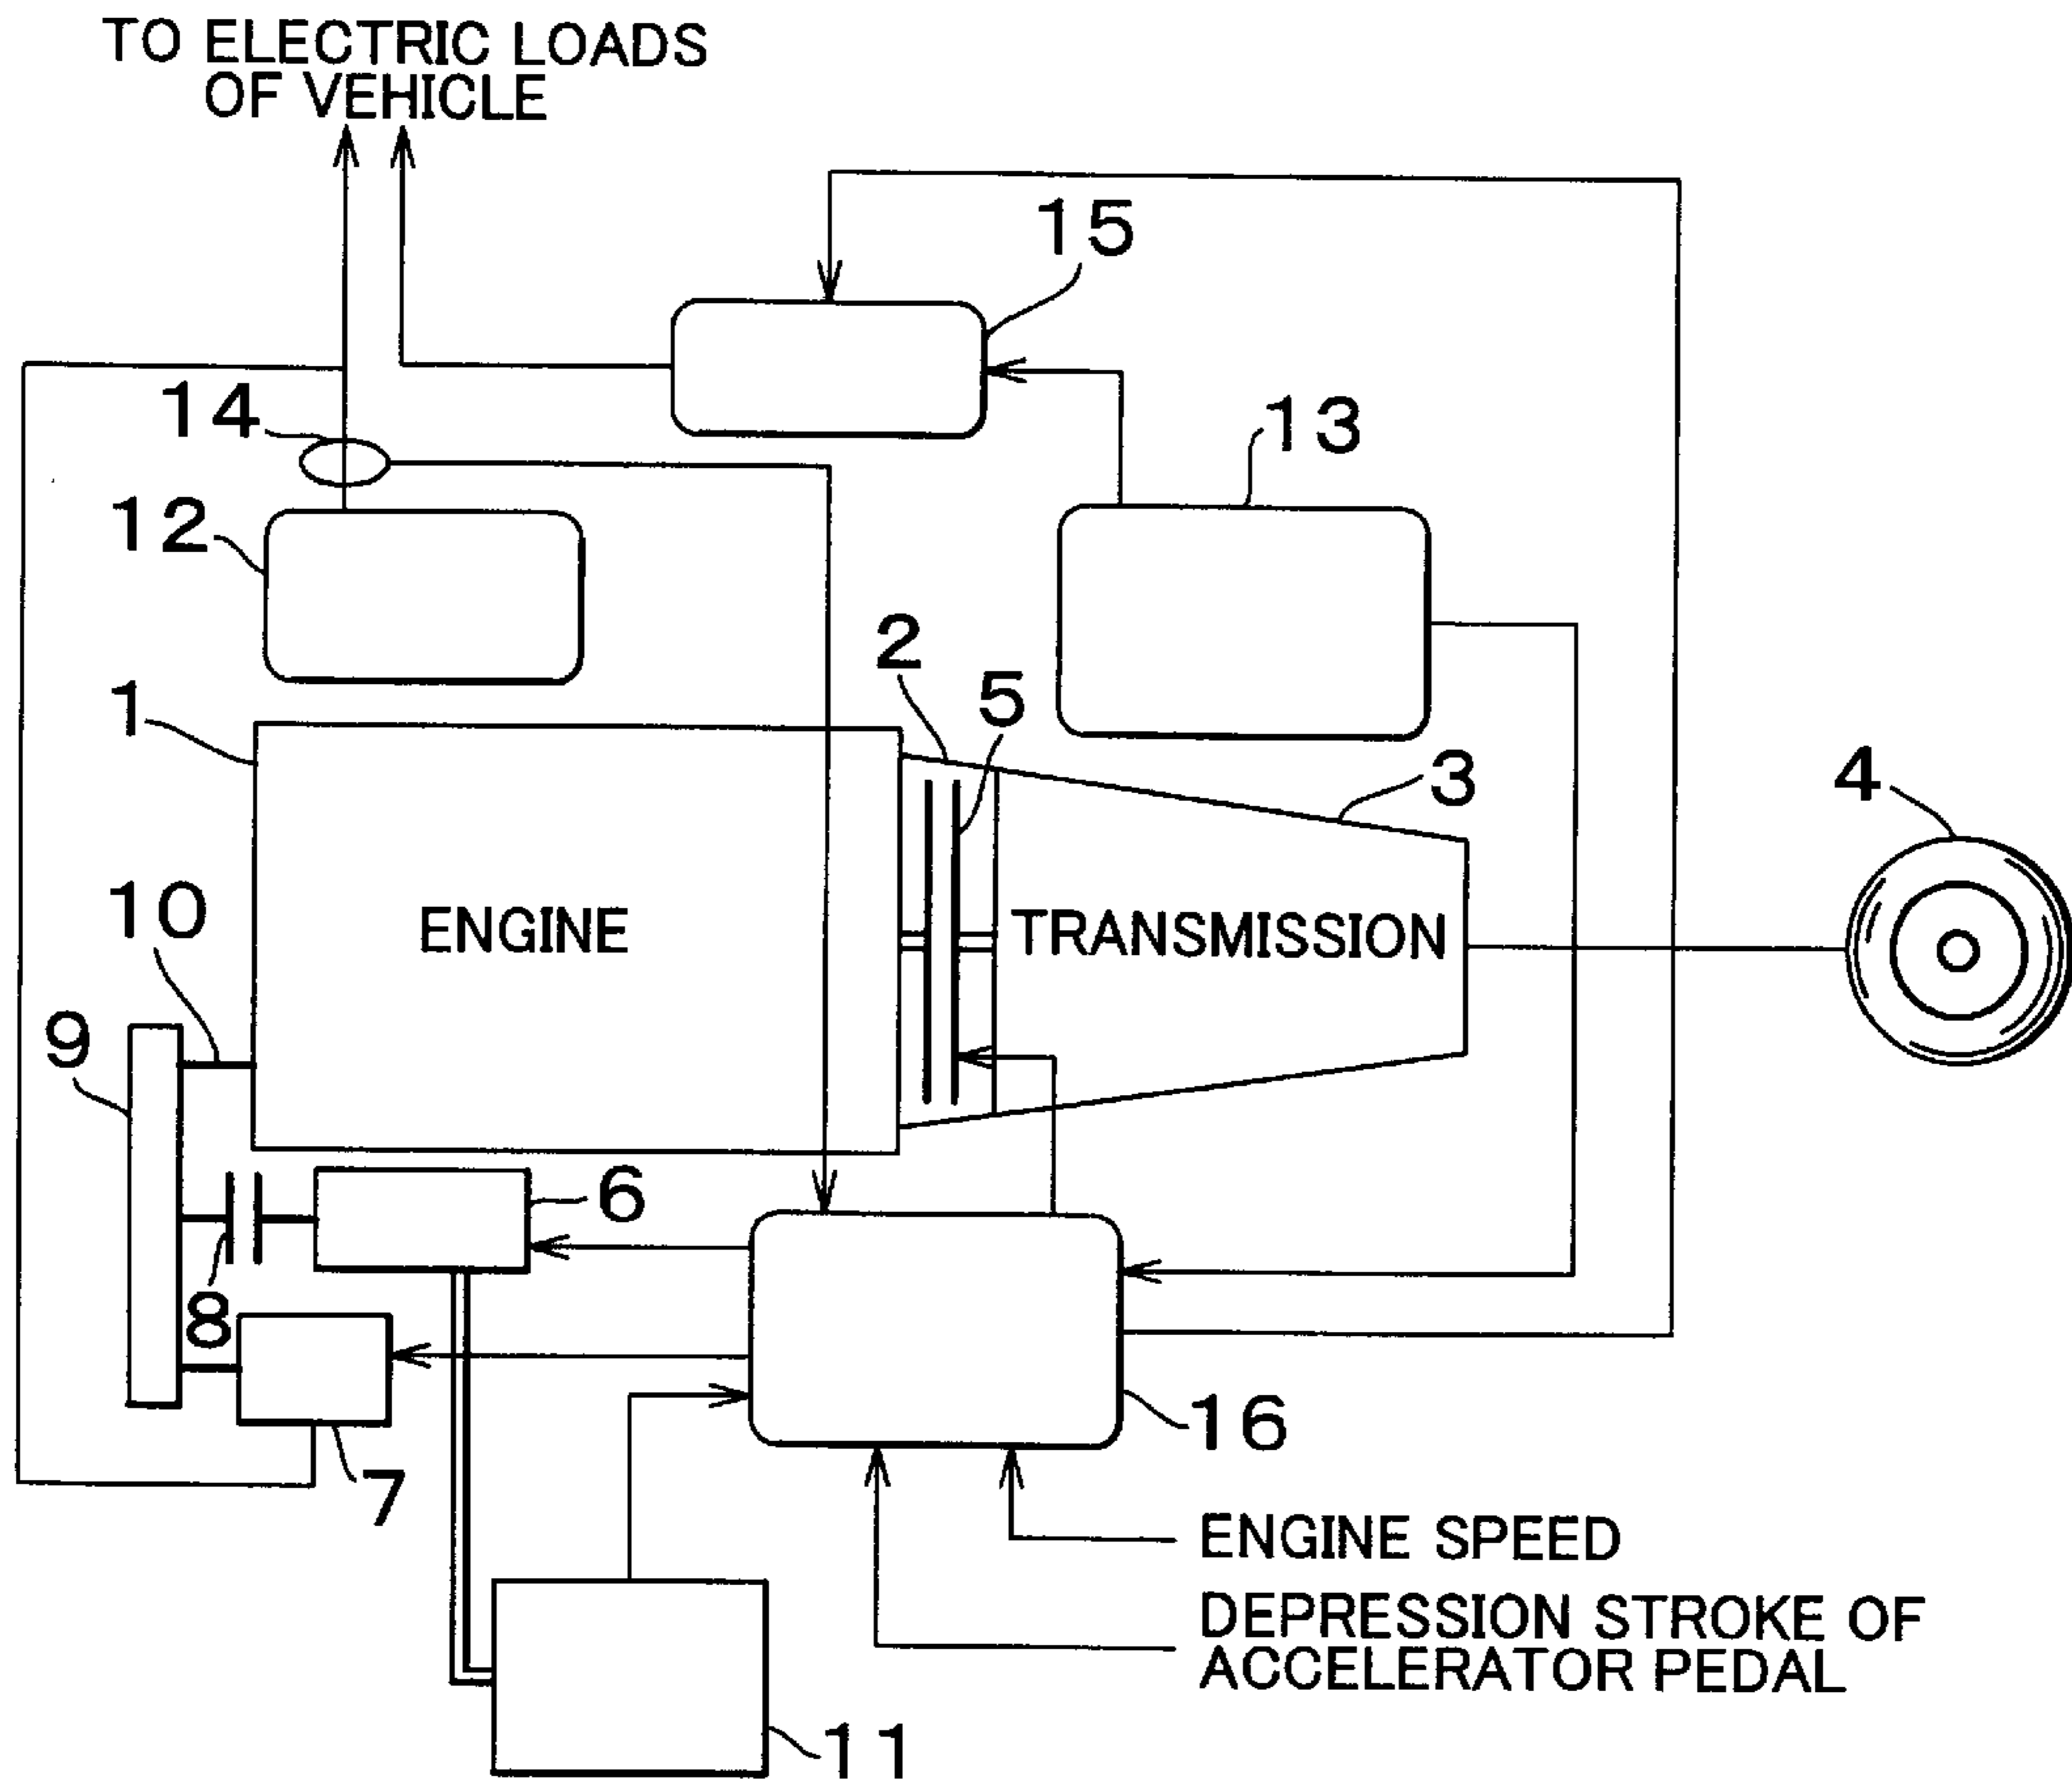 TO ELECTRIC LOADS
OF VEHICLE
15
14
13
12
2
5
1
3
4
ENGINE
TRANSMISSION
10
9
6
8
16
7
ENGINE SPEED
DEPRESSION STROKE OF
ACCELERATOR PEDAL
11